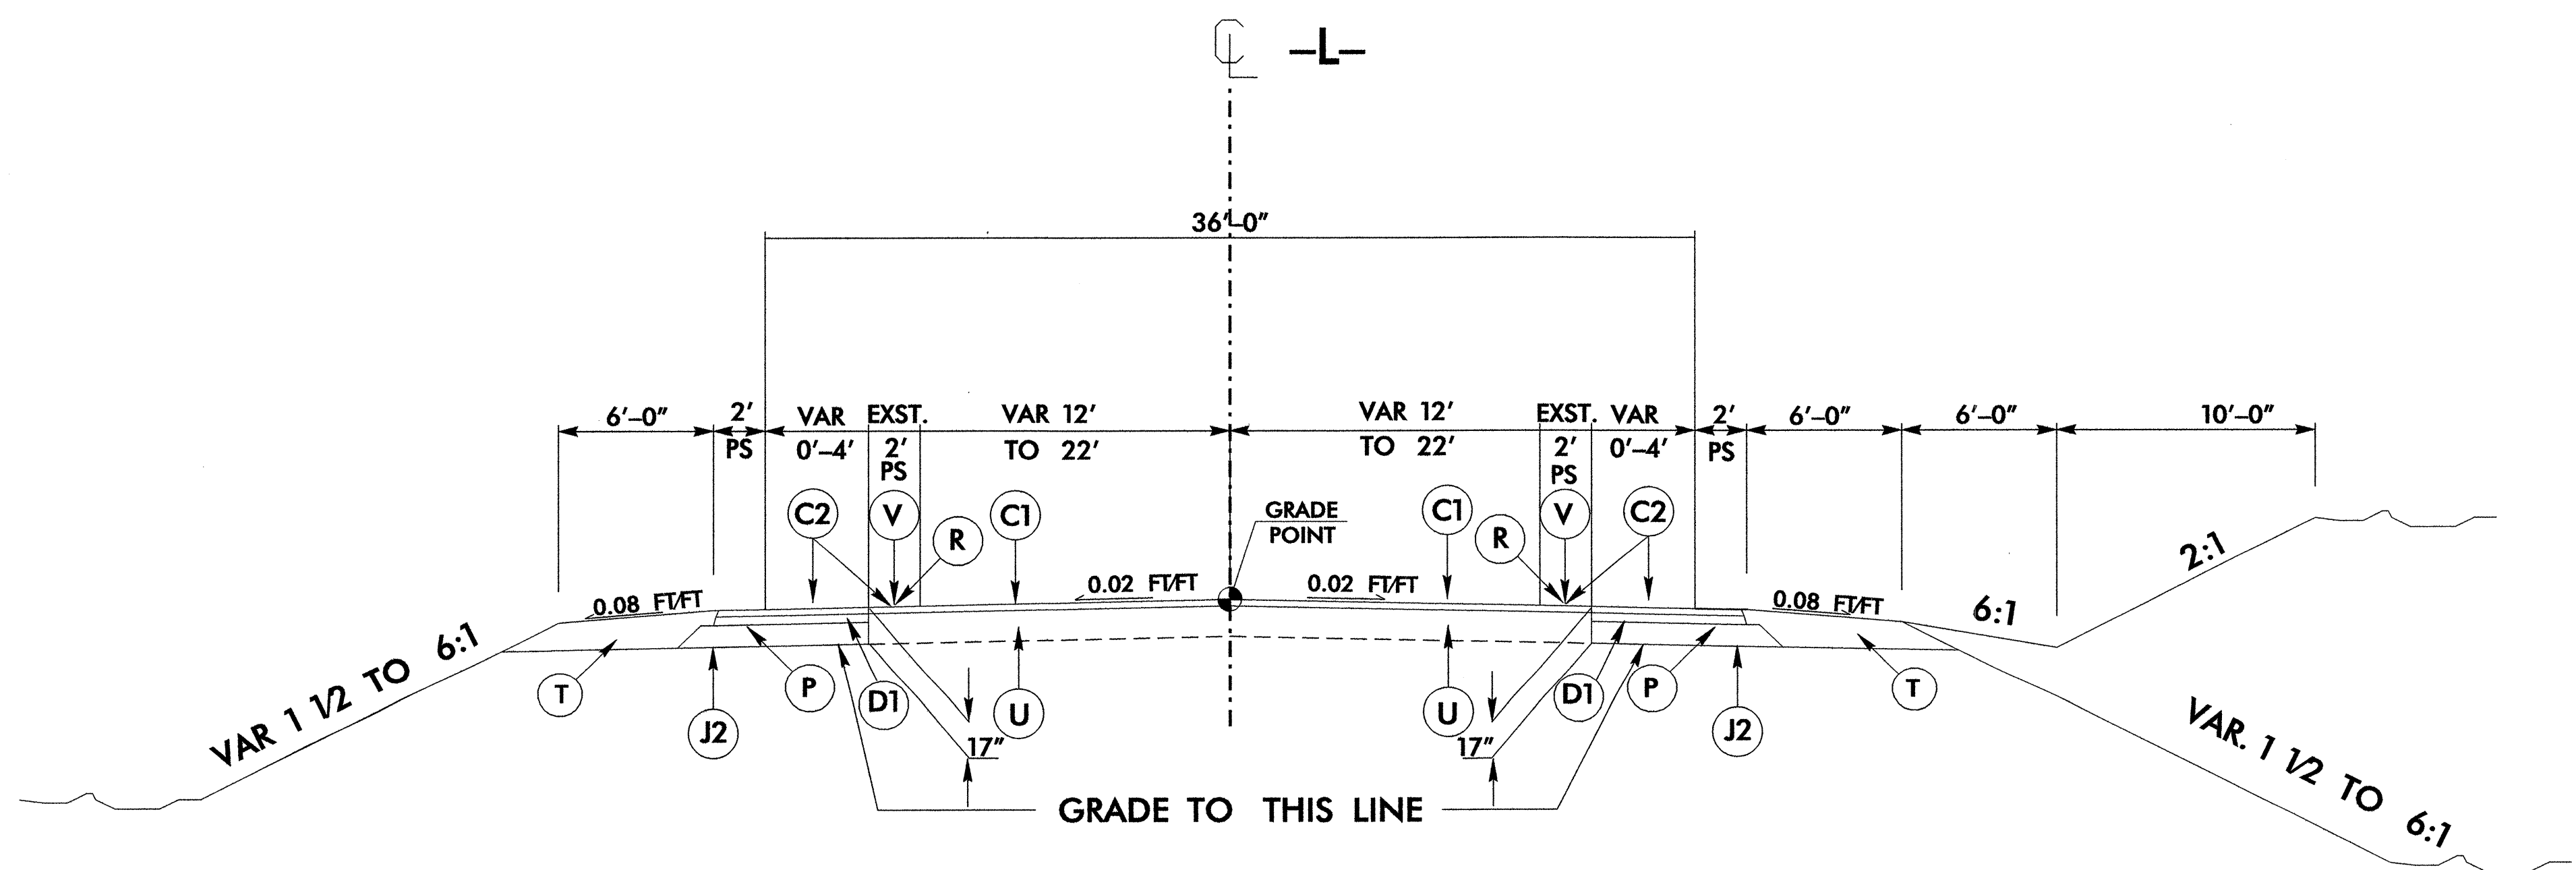 CL –L–
36'–0"
6'–0" 2' VAR EXST. VAR 12' VAR 12' EXST. VAR 2' 6'–0" 6'–0" 10'–0"
PS 0'–4' 2' TO 22' TO 22' 2' 0'–4' PS
PS PS
C2 V R C1 GRADE C1 R V C2
POINT
0.08 FT/FT 0.02 FT/FT 0.02 FT/FT 0.08 FT/FT 6:1 2:1
VAR 1 1/2 TO 6:1
T J2 P D1 U U D1 P J2 T
17" 17"
VAR. 1 1/2 TO 6:1
GRADE TO THIS LINE